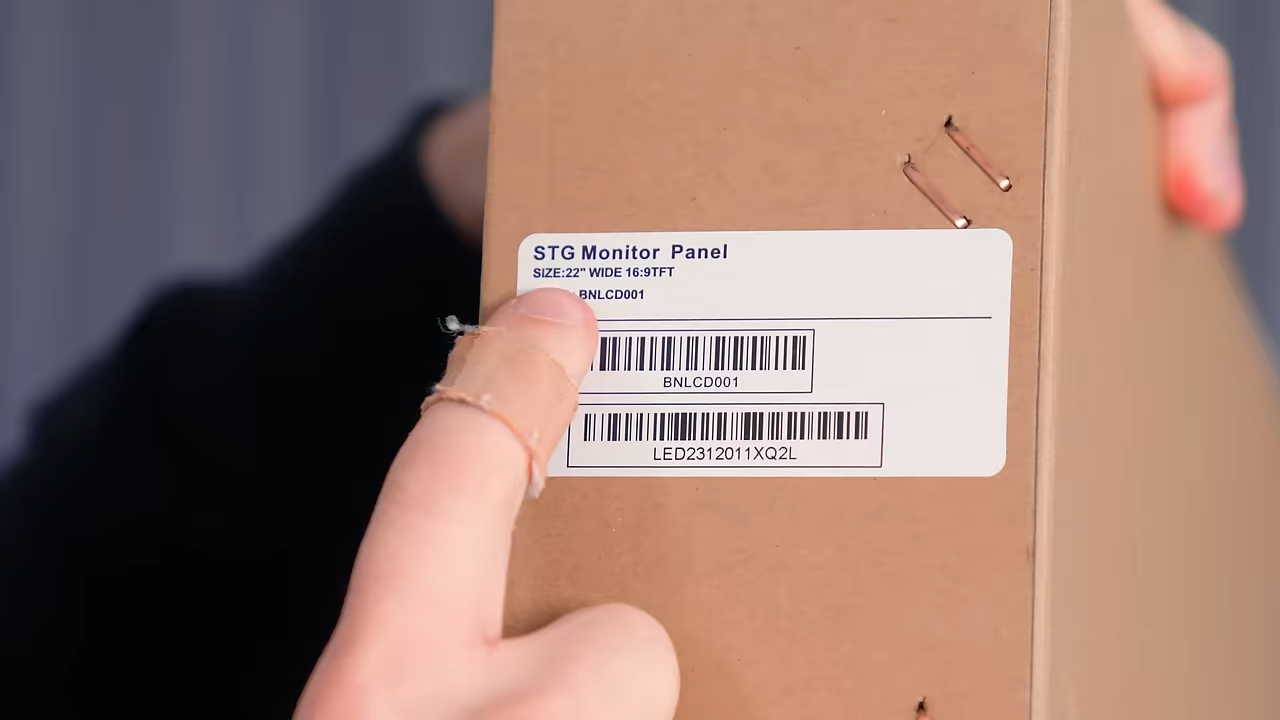 STG Monitor Panel
SIZE:22" WIDE 16:9TFT
BNLCD001
BNLCD001
LED2312011XQ2L